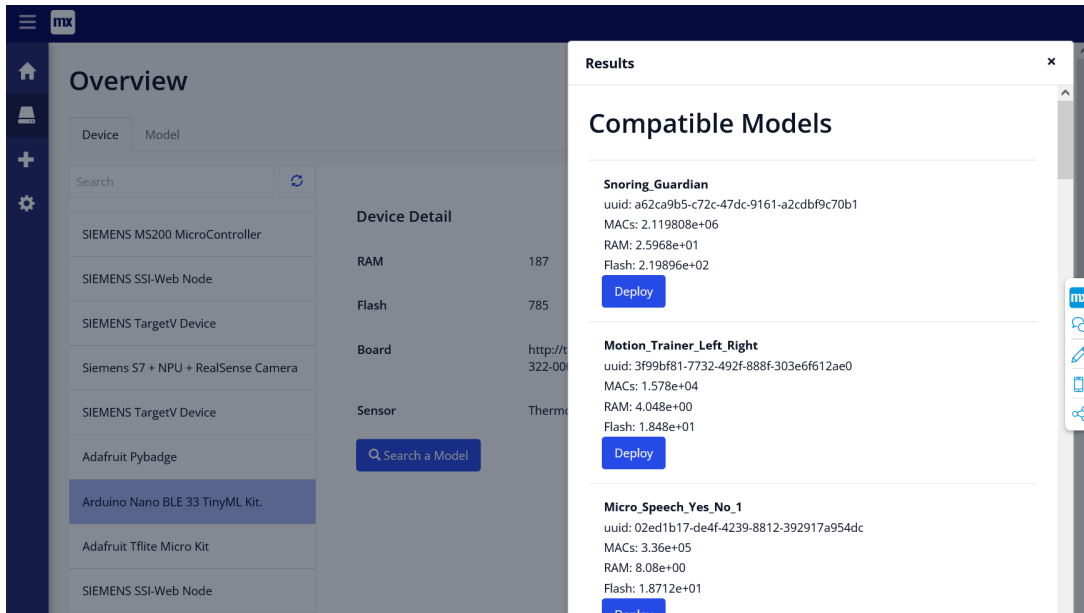 mx
Overview
Device
Model
Search
SIEMENS MS200 MicroController
SIEMENS SSI-Web Node
SIEMENS TargetV Device
Siemens S7 + NPU + RealSense Camera
SIEMENS TargetV Device
Adafruit Pybadge
Arduino Nano BLE 33 TinyML Kit.
Adafruit Tflite Micro Kit
SIEMENS SSI-Web Node
Device Detail
RAM 187
Flash 785
Board http://t
322-00
Sensor Thermo
Search a Model
Results ×
Compatible Models
Snoring_Guardian
uuid: a62ca9b5-c72c-47dc-9161-a2cdbf9c70b1
MACs: 2.119808e+06
RAM: 2.5968e+01
Flash: 2.19896e+02
Deploy
Motion_Trainer_Left_Right
uuid: 3f99bf81-7732-492f-888f-303e6f612ae0
MACs: 1.578e+04
RAM: 4.048e+00
Flash: 1.848e+01
Deploy
Micro_Speech_Yes_No_1
uuid: 02ed1b17-de4f-4239-8812-392917a954dc
MACs: 3.36e+05
RAM: 8.08e+00
Flash: 1.8712e+01
Deploy
mx